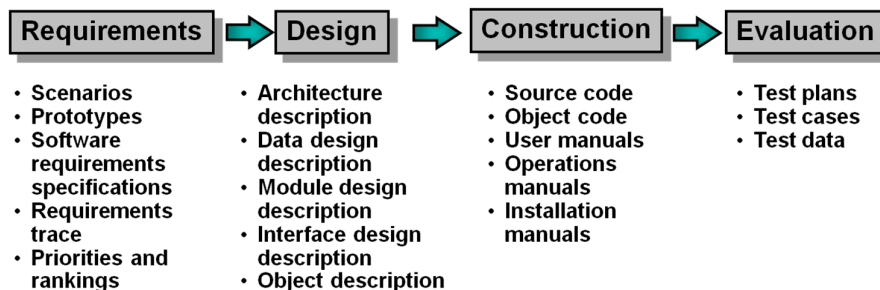 Requirements
Design
Construction
Evaluation
• Scenarios
• Prototypes
• Software
requirements
specifications
• Requirements
trace
• Priorities and
rankings
• Architecture
description
• Data design
description
• Module design
description
• Interface design
description
• Object description
• Source code
• Object code
• User manuals
• Operations
manuals
• Installation
manuals
• Test plans
• Test cases
• Test data